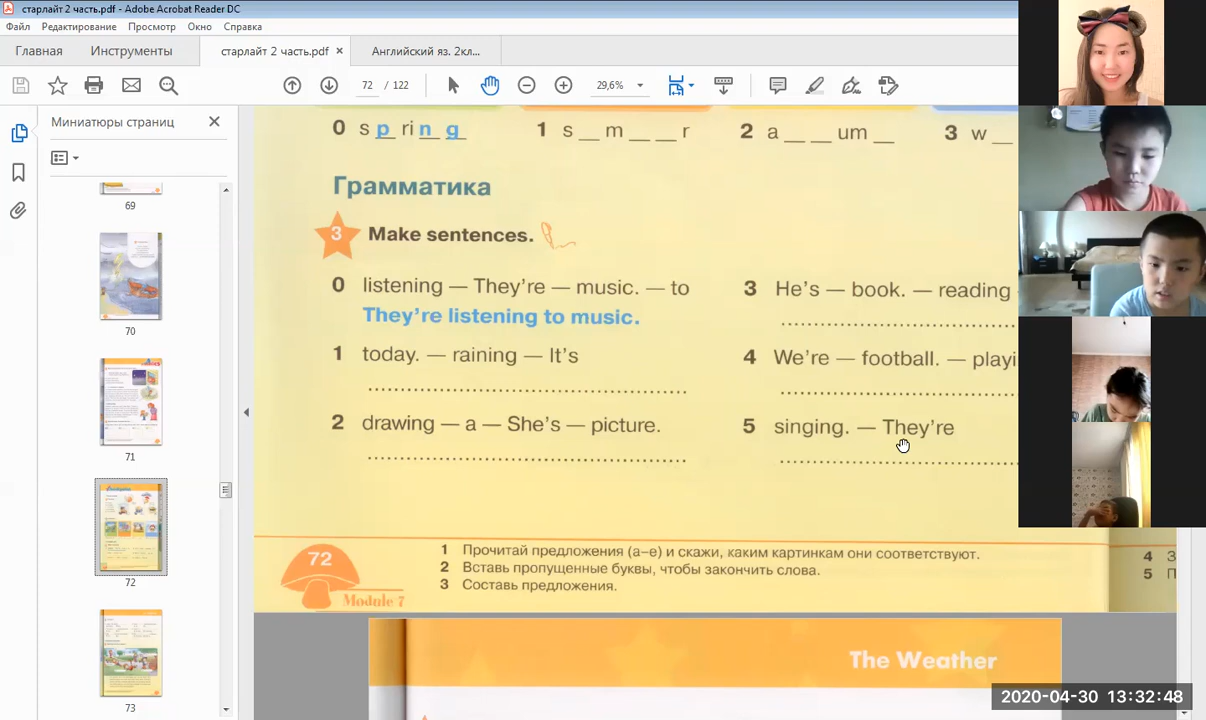 старлайт 2 часть.pdf - Adobe Acrobat Reader DC
Файл Редактирование Просмотр Окно Справка
Главная Инструменты старлайт 2 часть.pdf × Английский яз. 2кл...
72 / 122 29,6%
Миниатюры страниц ×
69
70
71
72
73
0 s p ri n g 1 s _ m _ _ r 2 a _ _ um _ 3 w _
Грамматика
3 Make sentences.
0 listening — They're — music. — to
They're listening to music.
1 today. — raining — It's
2 drawing — a — She's — picture.
3 He's — book. — reading
4 We're — football. — playi
5 singing. — They're
72
Module 7
1 Прочитай предложения (a–e) и скажи, каким картинкам они соответствуют.
2 Вставь пропущенные буквы, чтобы закончить слова.
3 Составь предложения.
4 З
5 П
The Weather
2020-04-30 13:32:48